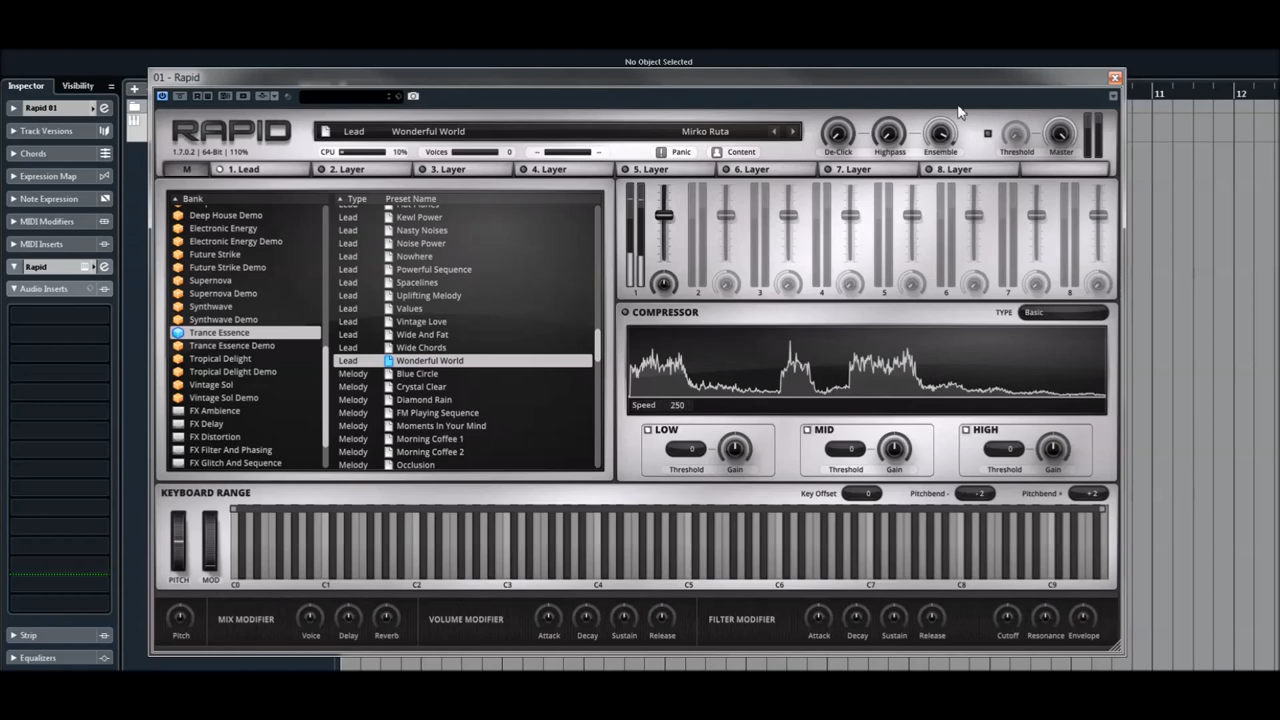 No Object Selected
Inspector Visibility
01 - Rapid
11 12
Rapid 01
Track Versions
Chords
Expression Map
Note Expression
MIDI Modifiers
MIDI Inserts
Rapid
Audio Inserts
Strip
Equalizers
RAPID
1.7.0.2 | 64-Bit | 110%
Lead Wonderful World Mirko Ruta
CPU 10% Voices 0 -- -- Panic Content
De-Click Highpass Ensemble Threshold Master
M 1. Lead 2. Layer 3. Layer 4. Layer 5. Layer 6. Layer 7. Layer 8. Layer
Bank
Deep House Demo
Electronic Energy
Electronic Energy Demo
Future Strike
Future Strike Demo
Supernova
Supernova Demo
Synthwave
Synthwave Demo
Trance Essence
Trance Essence Demo
Tropical Delight
Tropical Delight Demo
Vintage Sol
Vintage Sol Demo
FX Ambience
FX Delay
FX Distortion
FX Filter And Phasing
FX Glitch And Sequence
Type Preset Name
Lead Kewl Power
Lead Nasty Noises
Lead Noise Power
Lead Nowhere
Lead Powerful Sequence
Lead Spacelines
Lead Uplifting Melody
Lead Values
Lead Vintage Love
Lead Wide And Fat
Lead Wide Chords
Lead Wonderful World
Melody Blue Circle
Melody Crystal Clear
Melody Diamond Rain
Melody FM Playing Sequence
Melody Moments In Your Mind
Melody Morning Coffee 1
Melody Morning Coffee 2
Melody Occlusion
1 2 3 4 5 6 7 8
COMPRESSOR TYPE Basic
Speed 250
LOW MID HIGH
0 0 0
Threshold Gain Threshold Gain Threshold Gain
KEYBOARD RANGE Key Offset 0 Pitchbend - - 2 Pitchbend + + 2
PITCH MOD C0 C1 C2 C3 C4 C5 C6 C7 C8 C9
MIX MODIFIER VOLUME MODIFIER FILTER MODIFIER
Pitch Voice Delay Reverb Attack Decay Sustain Release Attack Decay Sustain Release Cutoff Resonance Envelope